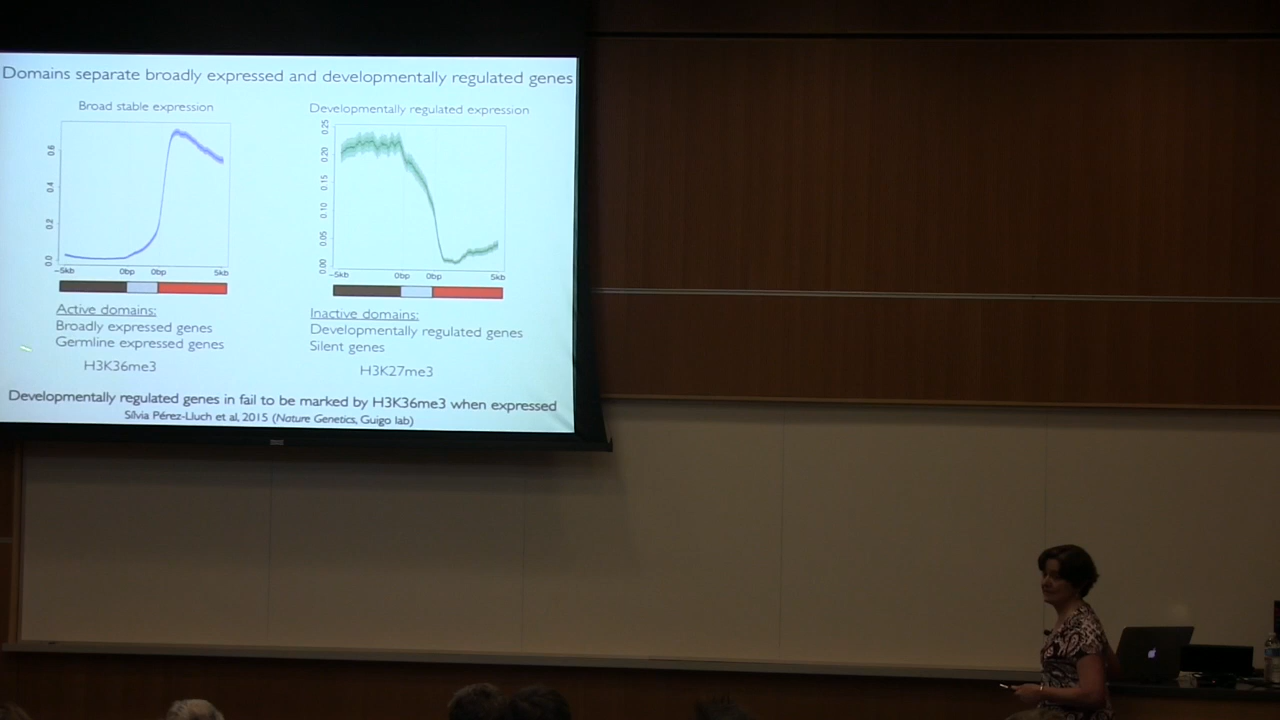 Domains separate broadly expressed and developmentally regulated genes
Broad stable expression
0.6
0.4
0.2
0.0
-5kb 0bp 0bp 5kb
Active domains:
Broadly expressed genes
Germline expressed genes
H3K36me3
Developmentally regulated expression
0.25
0.20
0.15
0.10
0.05
0.00
-5kb 0bp 0bp 5kb
Inactive domains:
Developmentally regulated genes
Silent genes
H3K27me3
Developmentally regulated genes in fail to be marked by H3K36me3 when expressed
Sílvia Pérez-Lluch et al, 2015 (Nature Genetics, Guigo lab)